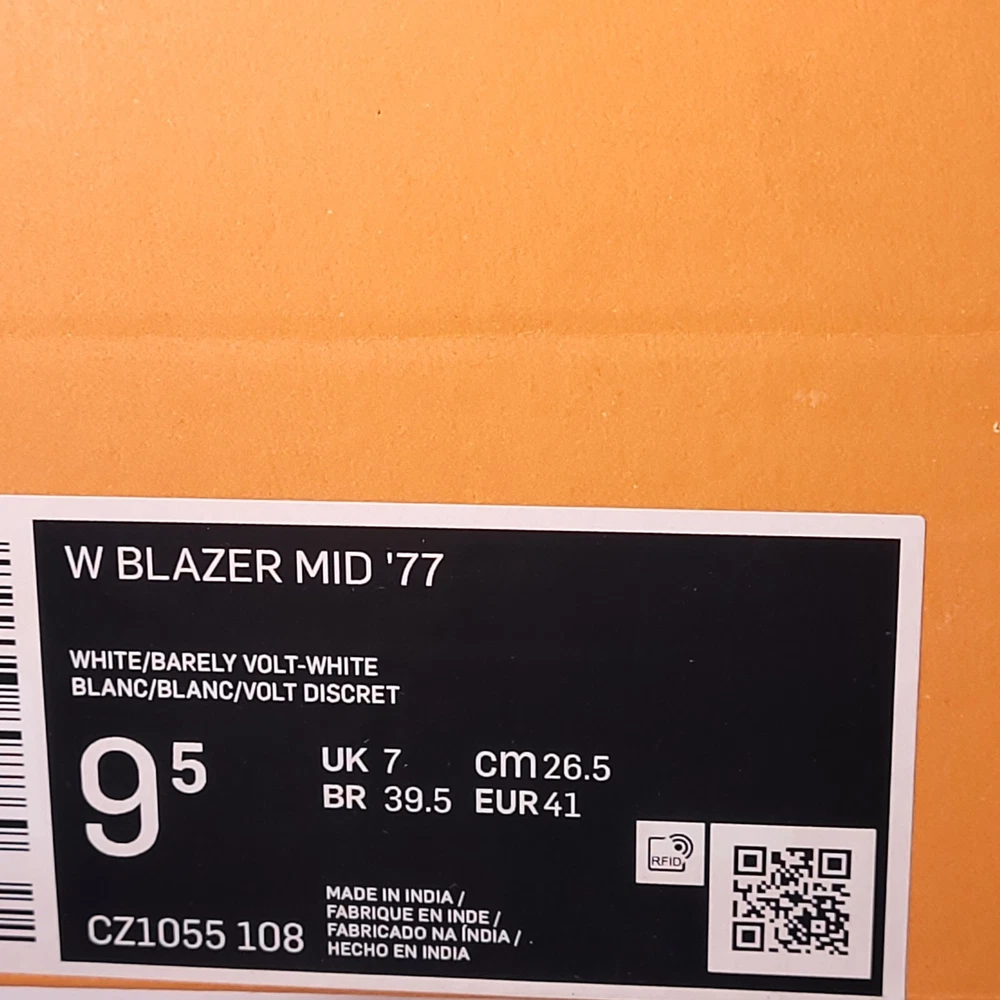 W BLAZER MID '77
WHITE/BARELY VOLT-WHITE
BLANC/BLANC/VOLT DISCRET
9 5
UK 7 cm 26.5
BR 39.5 EUR 41
RFID
CZ1055 108
MADE IN INDIA /
FABRIQUE EN INDE /
FABRICADO NA ÍNDIA /
HECHO EN INDIA